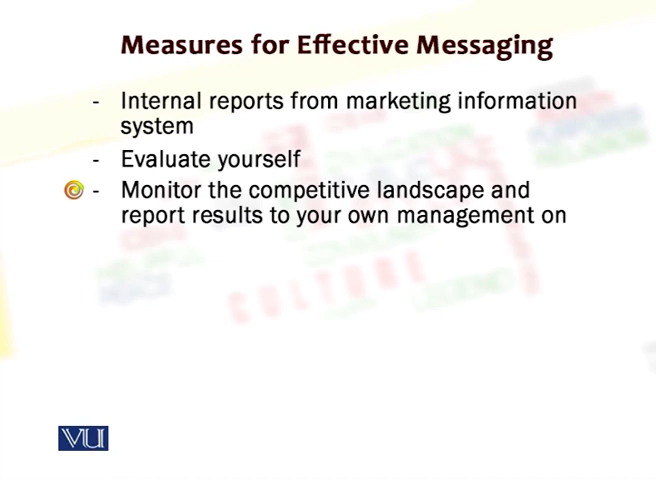 Measures for Effective Messaging
- Internal reports from marketing information
system
- Evaluate yourself
- Monitor the competitive landscape and
report results to your own management on
CULTURE
VU